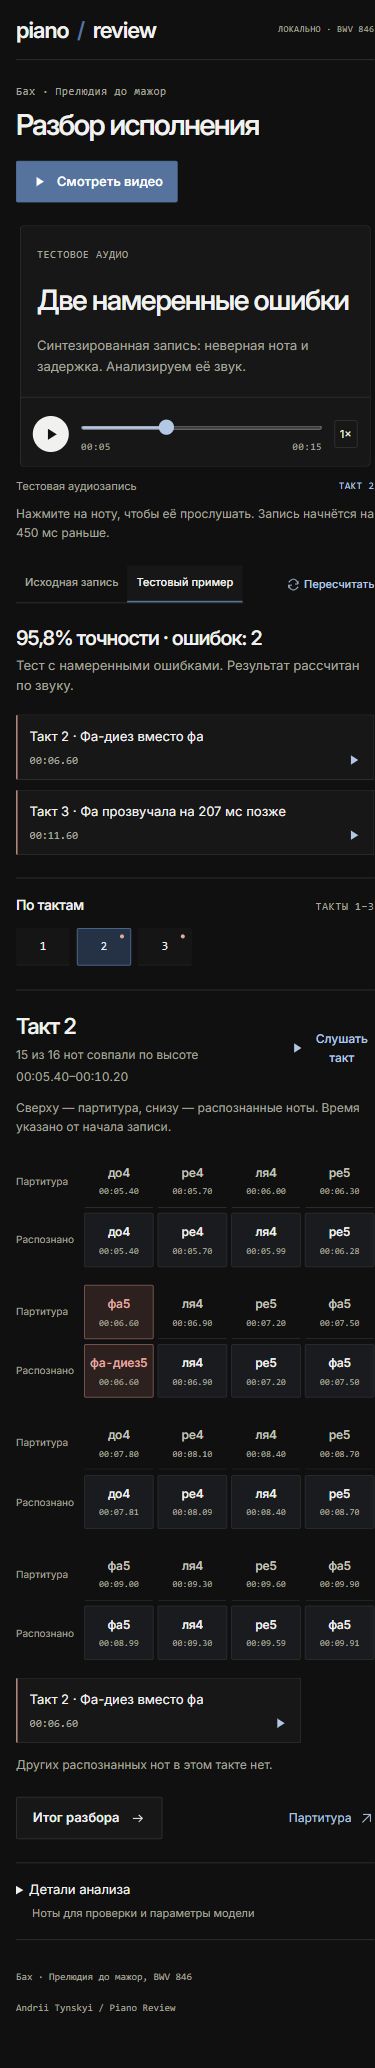 piano / review
ЛОКАЛЬНО · BWV 846
Бах · Прелюдия до мажор
Разбор исполнения
Смотреть видео
ТЕСТОВОЕ АУДИО
Две намеренные ошибки
Синтезированная запись: неверная нота и
задержка. Анализируем её звук.
00:05 00:15 1×
Тестовая аудиозапись ТАКТ 2
Нажмите на ноту, чтобы её прослушать. Запись начнётся на
450 мс раньше.
Исходная запись Тестовый пример Пересчитать
95,8% точности · ошибок: 2
Тест с намеренными ошибками. Результат рассчитан
по звуку.
Такт 2 · Фа-диез вместо фа
00:06.60
Такт 3 · Фа прозвучала на 207 мс позже
00:11.60
По тактам ТАКТЫ 1–3
1 2 3
Такт 2
Слушать
такт
15 из 16 нот совпали по высоте
00:05.40–00:10.20
Сверху — партитура, снизу — распознанные ноты. Время
указано от начала записи.
Партитура до4 ре4 ля4 ре5
00:05.40 00:05.70 00:06.00 00:06.30
Распознано до4 ре4 ля4 ре5
00:05.40 00:05.70 00:05.99 00:06.28
Партитура фа5 ля4 ре5 фа5
00:06.60 00:06.90 00:07.20 00:07.50
Распознано фа-диез5 ля4 ре5 фа5
00:06.60 00:06.90 00:07.20 00:07.50
Партитура до4 ре4 ля4 ре5
00:07.80 00:08.10 00:08.40 00:08.70
Распознано до4 ре4 ля4 ре5
00:07.81 00:08.09 00:08.40 00:08.70
Партитура фа5 ля4 ре5 фа5
00:09.00 00:09.30 00:09.60 00:09.90
Распознано фа5 ля4 ре5 фа5
00:08.99 00:09.30 00:09.59 00:09.91
Такт 2 · Фа-диез вместо фа
00:06.60
Других распознанных нот в этом такте нет.
Итог разбора → Партитура ↗
Детали анализа
Ноты для проверки и параметры модели
Бах · Прелюдия до мажор, BWV 846
Andrii Tynskyi / Piano Review